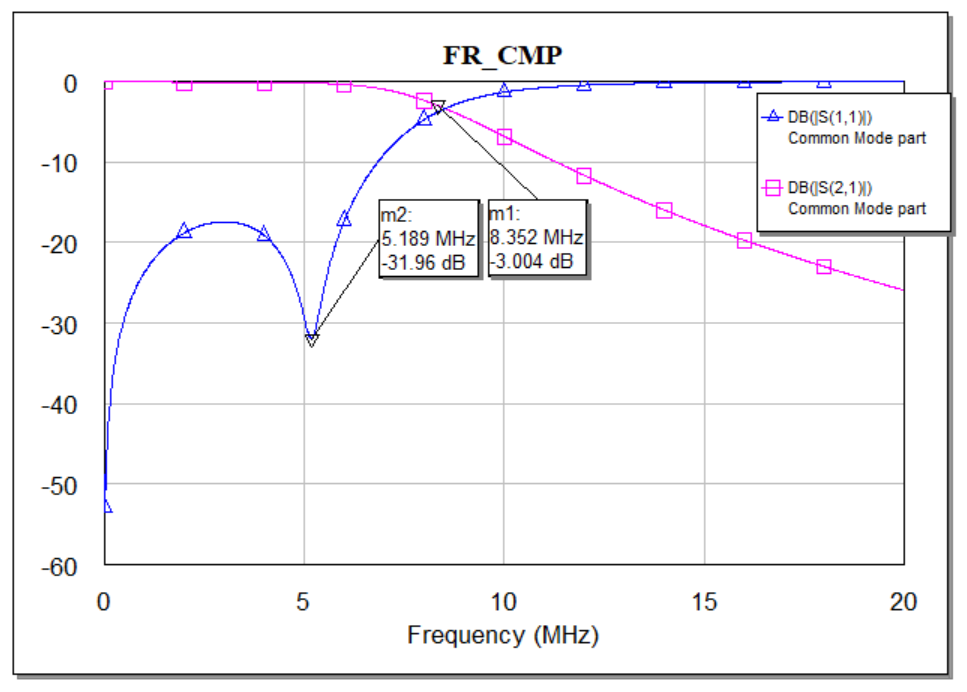 FR_CMP
0
-10
-20
-30
-40
-50
-60
0
5
10
15
20
Frequency (MHz)
DB(|S(1,1)|)
Common Mode part
DB(|S(2,1)|)
Common Mode part
m2:
5.189 MHz
-31.96 dB
m1:
8.352 MHz
-3.004 dB